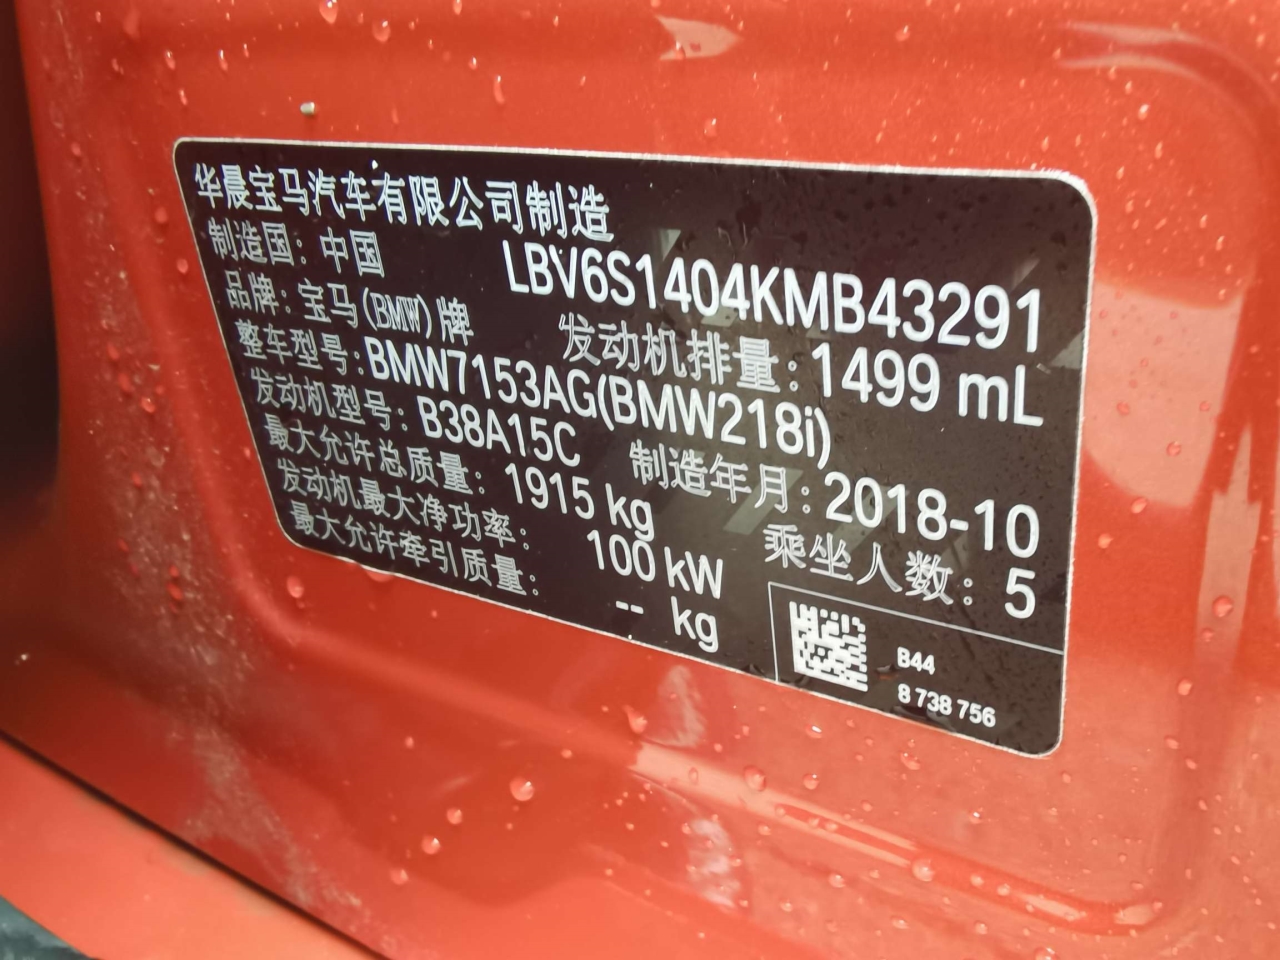 华晨宝马汽车有限公司制造
制造国：中国 LBV6S1404KMB43291
品牌：宝马(BMW)牌 发动机排量：1499 mL
整车型号：BMW7153AG(BMW218i)
发动机型号：B38A15C 制造年月：2018-10
最大允许总质量：1915 kg 乘坐人数：5
发动机最大净功率：100 kW
最大允许牵引质量：-- kg
B44
8 738 756